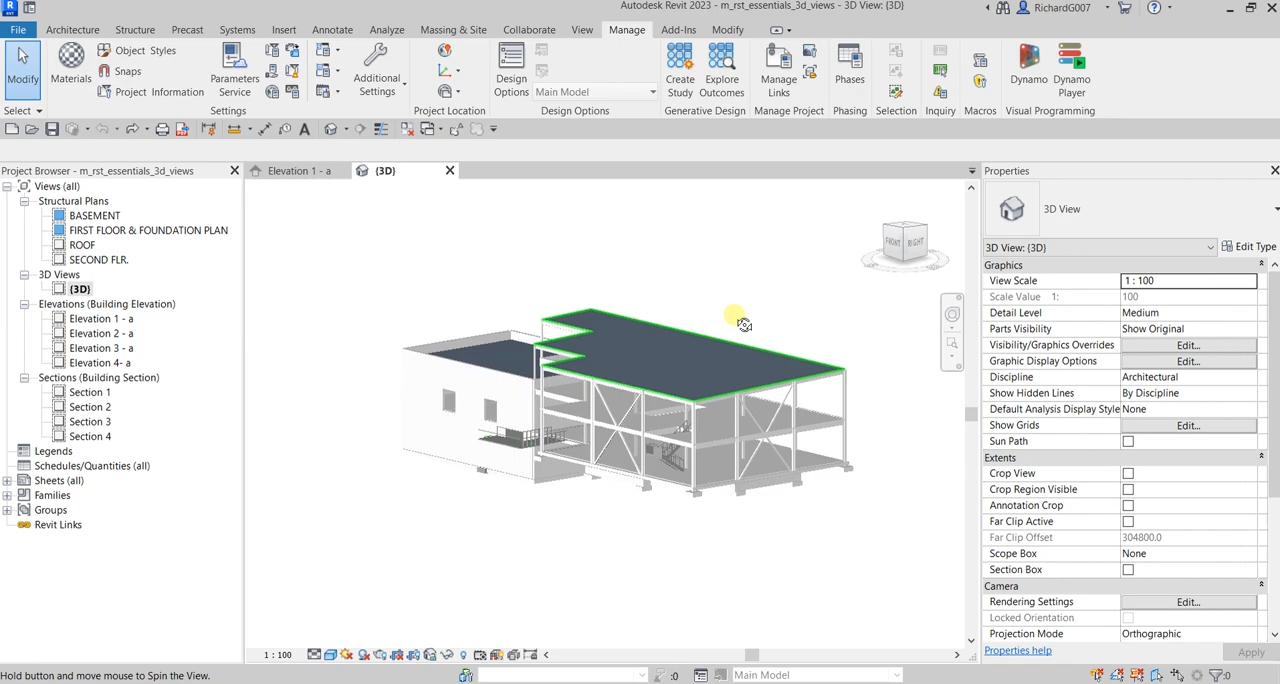 Autodesk Revit 2023 - m_rst_essentials_3d_views - 3D View: {3D}
RichardG007
File Architecture Structure Precast Systems Insert Annotate Analyze Massing & Site Collaborate View Manage Add-Ins Modify
Modify
Select
Materials
Object Styles
Snaps
Project Information
Parameters Service
Additional Settings
Settings
Project Location
Design Options
Main Model
Design Options
Create Study
Explore Outcomes
Generative Design
Manage Links
Manage Project
Phases
Phasing
Selection
Inquiry
Macros
Dynamo
Dynamo Player
Visual Programming
Project Browser - m_rst_essentials_3d_views
Views (all)
Structural Plans
BASEMENT
FIRST FLOOR & FOUNDATION PLAN
ROOF
SECOND FLR.
3D Views
{3D}
Elevations (Building Elevation)
Elevation 1 - a
Elevation 2 - a
Elevation 3 - a
Elevation 4- a
Sections (Building Section)
Section 1
Section 2
Section 3
Section 4
Legends
Schedules/Quantities (all)
Sheets (all)
Families
Groups
Revit Links
Elevation 1 - a
{3D}
FRONT RIGHT
1 : 100
Properties
3D View
3D View: {3D} Edit Type
Graphics
View Scale 1 : 100
Scale Value 1: 100
Detail Level Medium
Parts Visibility Show Original
Visibility/Graphics Overrides Edit...
Graphic Display Options Edit...
Discipline Architectural
Show Hidden Lines By Discipline
Default Analysis Display Style None
Show Grids Edit...
Sun Path
Extents
Crop View
Crop Region Visible
Annotation Crop
Far Clip Active
Far Clip Offset 304800.0
Scope Box None
Section Box
Camera
Rendering Settings Edit...
Locked Orientation
Projection Mode Orthographic
Properties help Apply
Hold button and move mouse to Spin the View.
:0
Main Model
:0